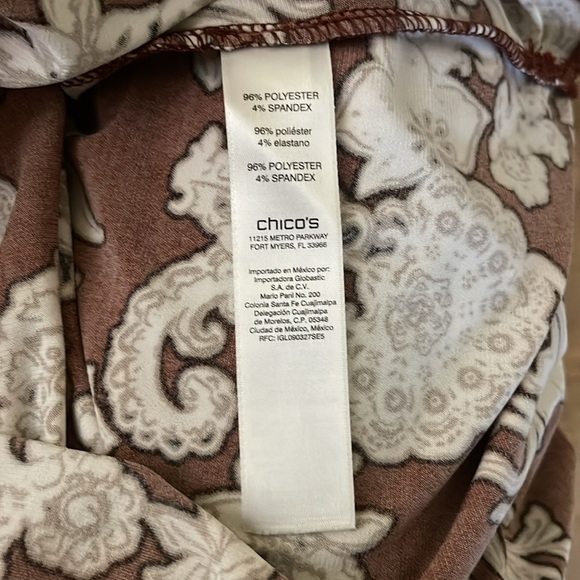 96% POLYESTER
4% SPANDEX
96% poliéster
4% elastano
96% POLYESTER
4% SPANDEX
chico's
11215 METRO PARKWAY
FORT MYERS, FL 33966
Importado en México por:
Importadora Globastic
S.A. de C.V.
Mario Pani No. 200
Colonia Santa Fe Cuajimalpa
Delegación Cuajimalpa
de Morelos, C.P. 05348
Ciudad de México, México
RFC: IGL090327SE5